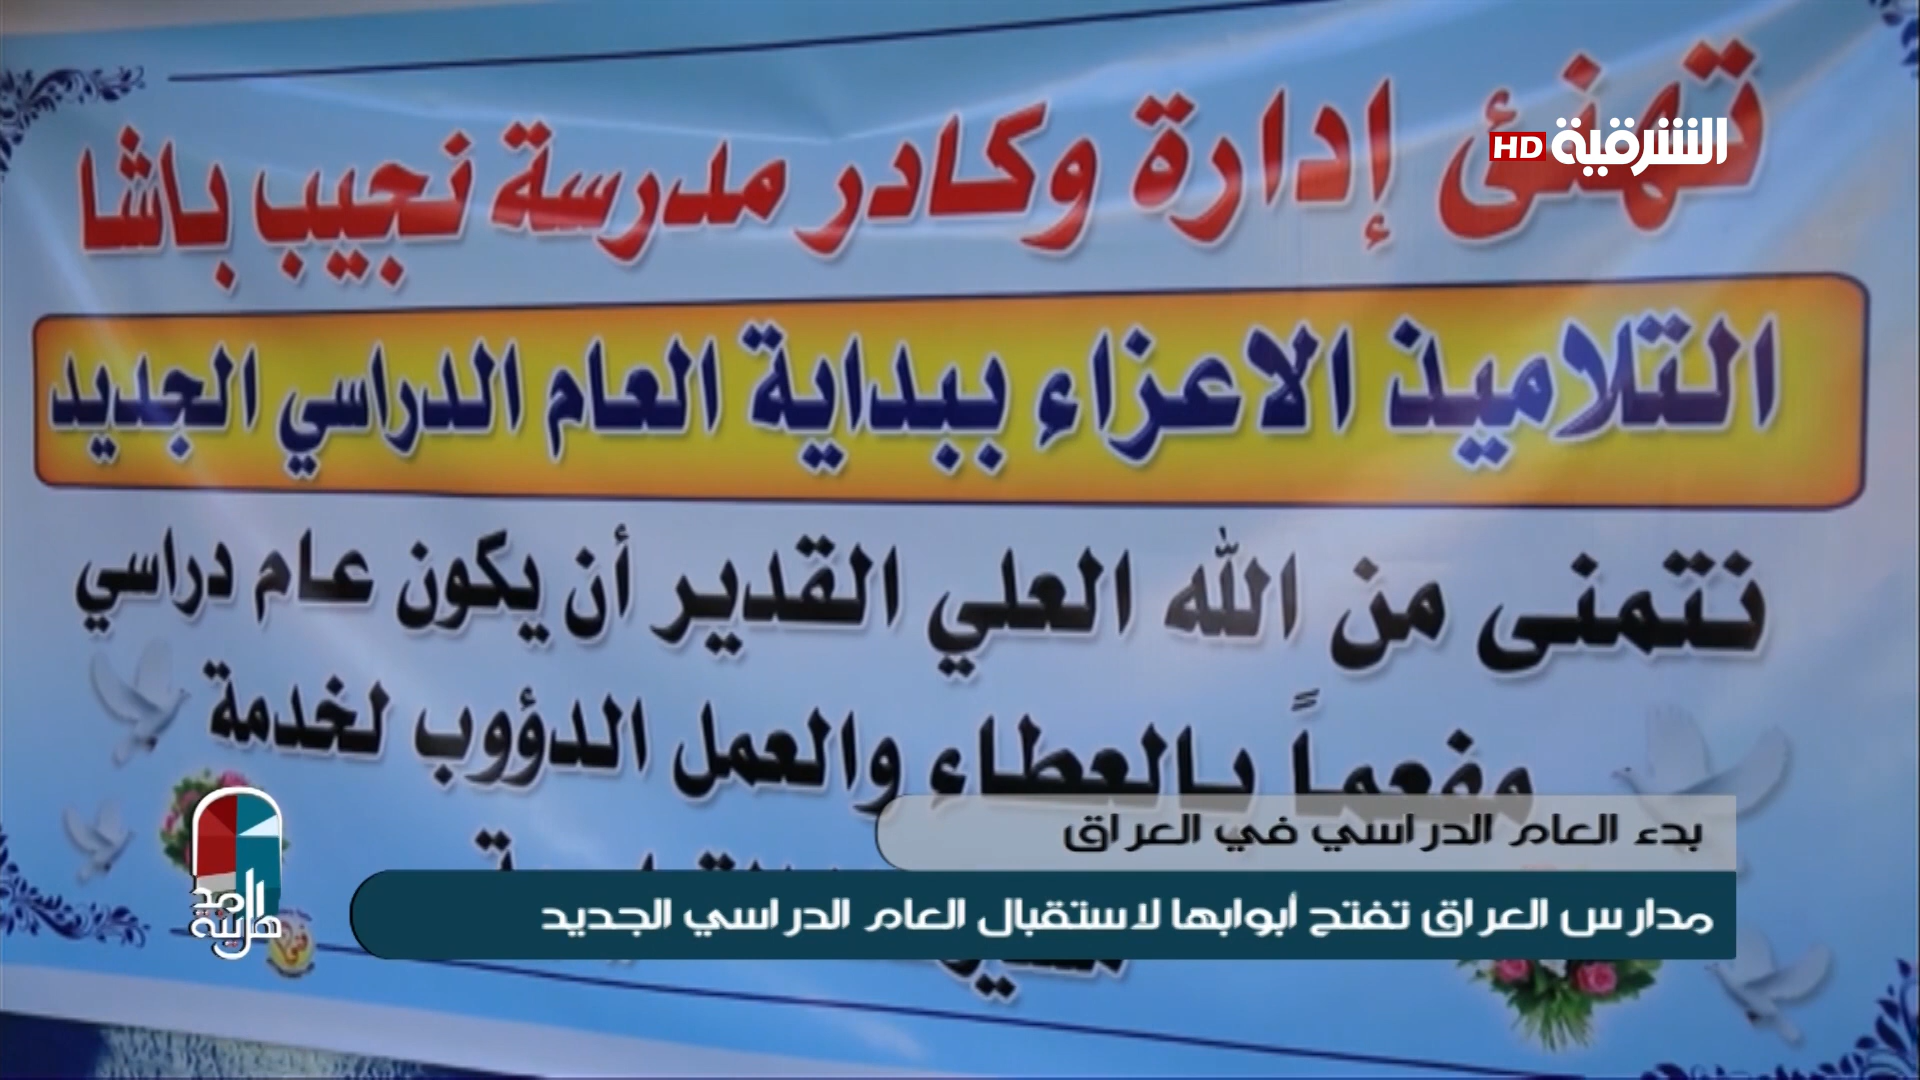 تهنئ إدارة وكادر مدرسة نجيب باشا
الشرقية HD
التلاميذ الاعزاء ببداية العام الدراسي الجديد
نتمنى من الله العلي القدير أن يكون عام دراسي
مفعماً بالعطاء والعمل الدؤوب لخدمة
بدء العام الدراسي في العراق
مدارس العراق تفتح أبوابها لاستقبال العام الدراسي الجديد
المدينة